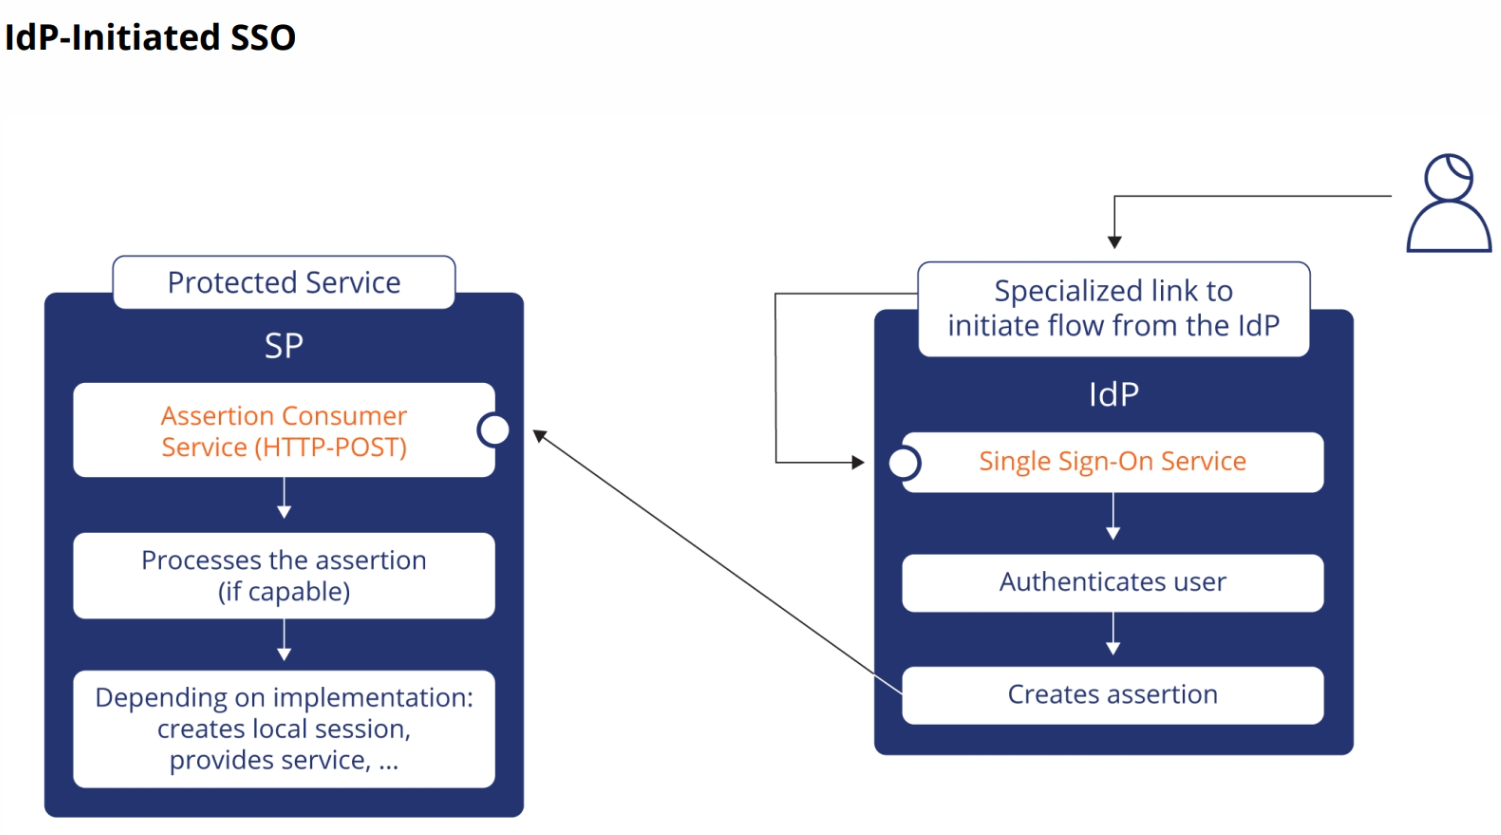 IdP-Initiated SSO
Protected Service
SP
Assertion Consumer
Service (HTTP-POST)
Processes the assertion
(if capable)
Depending on implementation:
creates local session,
provides service, ...
Specialized link to
initiate flow from the IdP
IdP
Single Sign-On Service
Authenticates user
Creates assertion